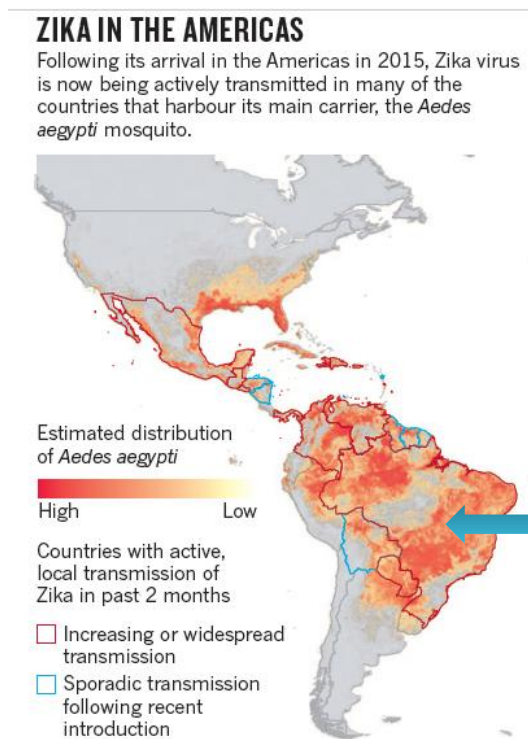 ZIKA IN THE AMERICAS
Following its arrival in the Americas in 2015, Zika virus
is now being actively transmitted in many of the
countries that harbour its main carrier, the Aedes
aegypti mosquito.
Estimated distribution
of Aedes aegypti
High Low
Countries with active,
local transmission of
Zika in past 2 months
Increasing or widespread
transmission
Sporadic transmission
following recent
introduction